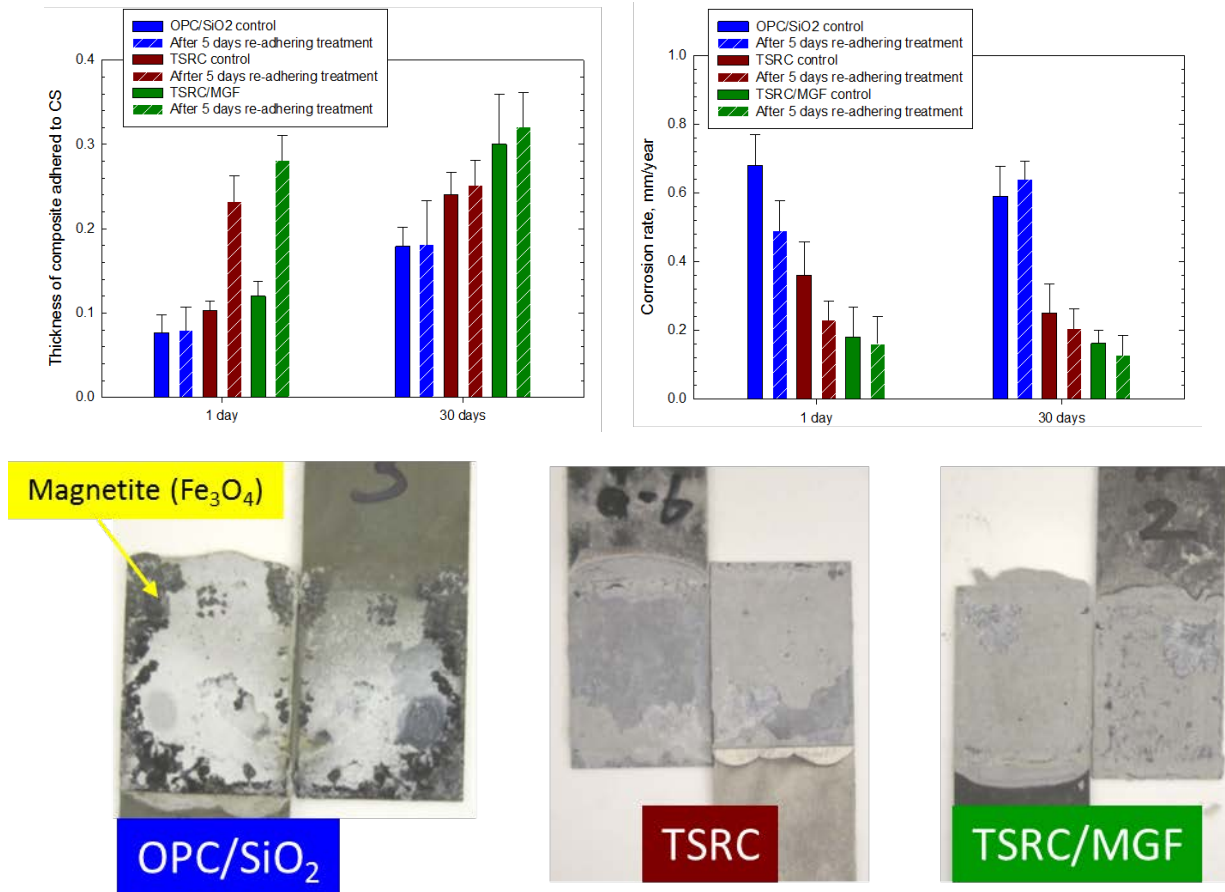 OPC/SiO2 control
After 5 days re-adhering treatment
TSRC control
Afrter 5 days re-adhering treatment
TSRC/MGF
After 5 days re-adhering treatment
Thickness of composite adhered to CS
0.4
0.3
0.2
0.1
0.0
1 day
30 days
OPC/SiO2 control
After 5 days re-adhering treatment
TSRC control
After 5 days re-adhering treatment
TSRC/MGF control
After 5 days re-adhering treatment
Corrosion rate, mm/year
1.0
0.8
0.6
0.4
0.2
0.0
1 day
30 days
Magnetite (Fe₃O₄)
OPC/SiO₂
a-6
TSRC
2
TSRC/MGF